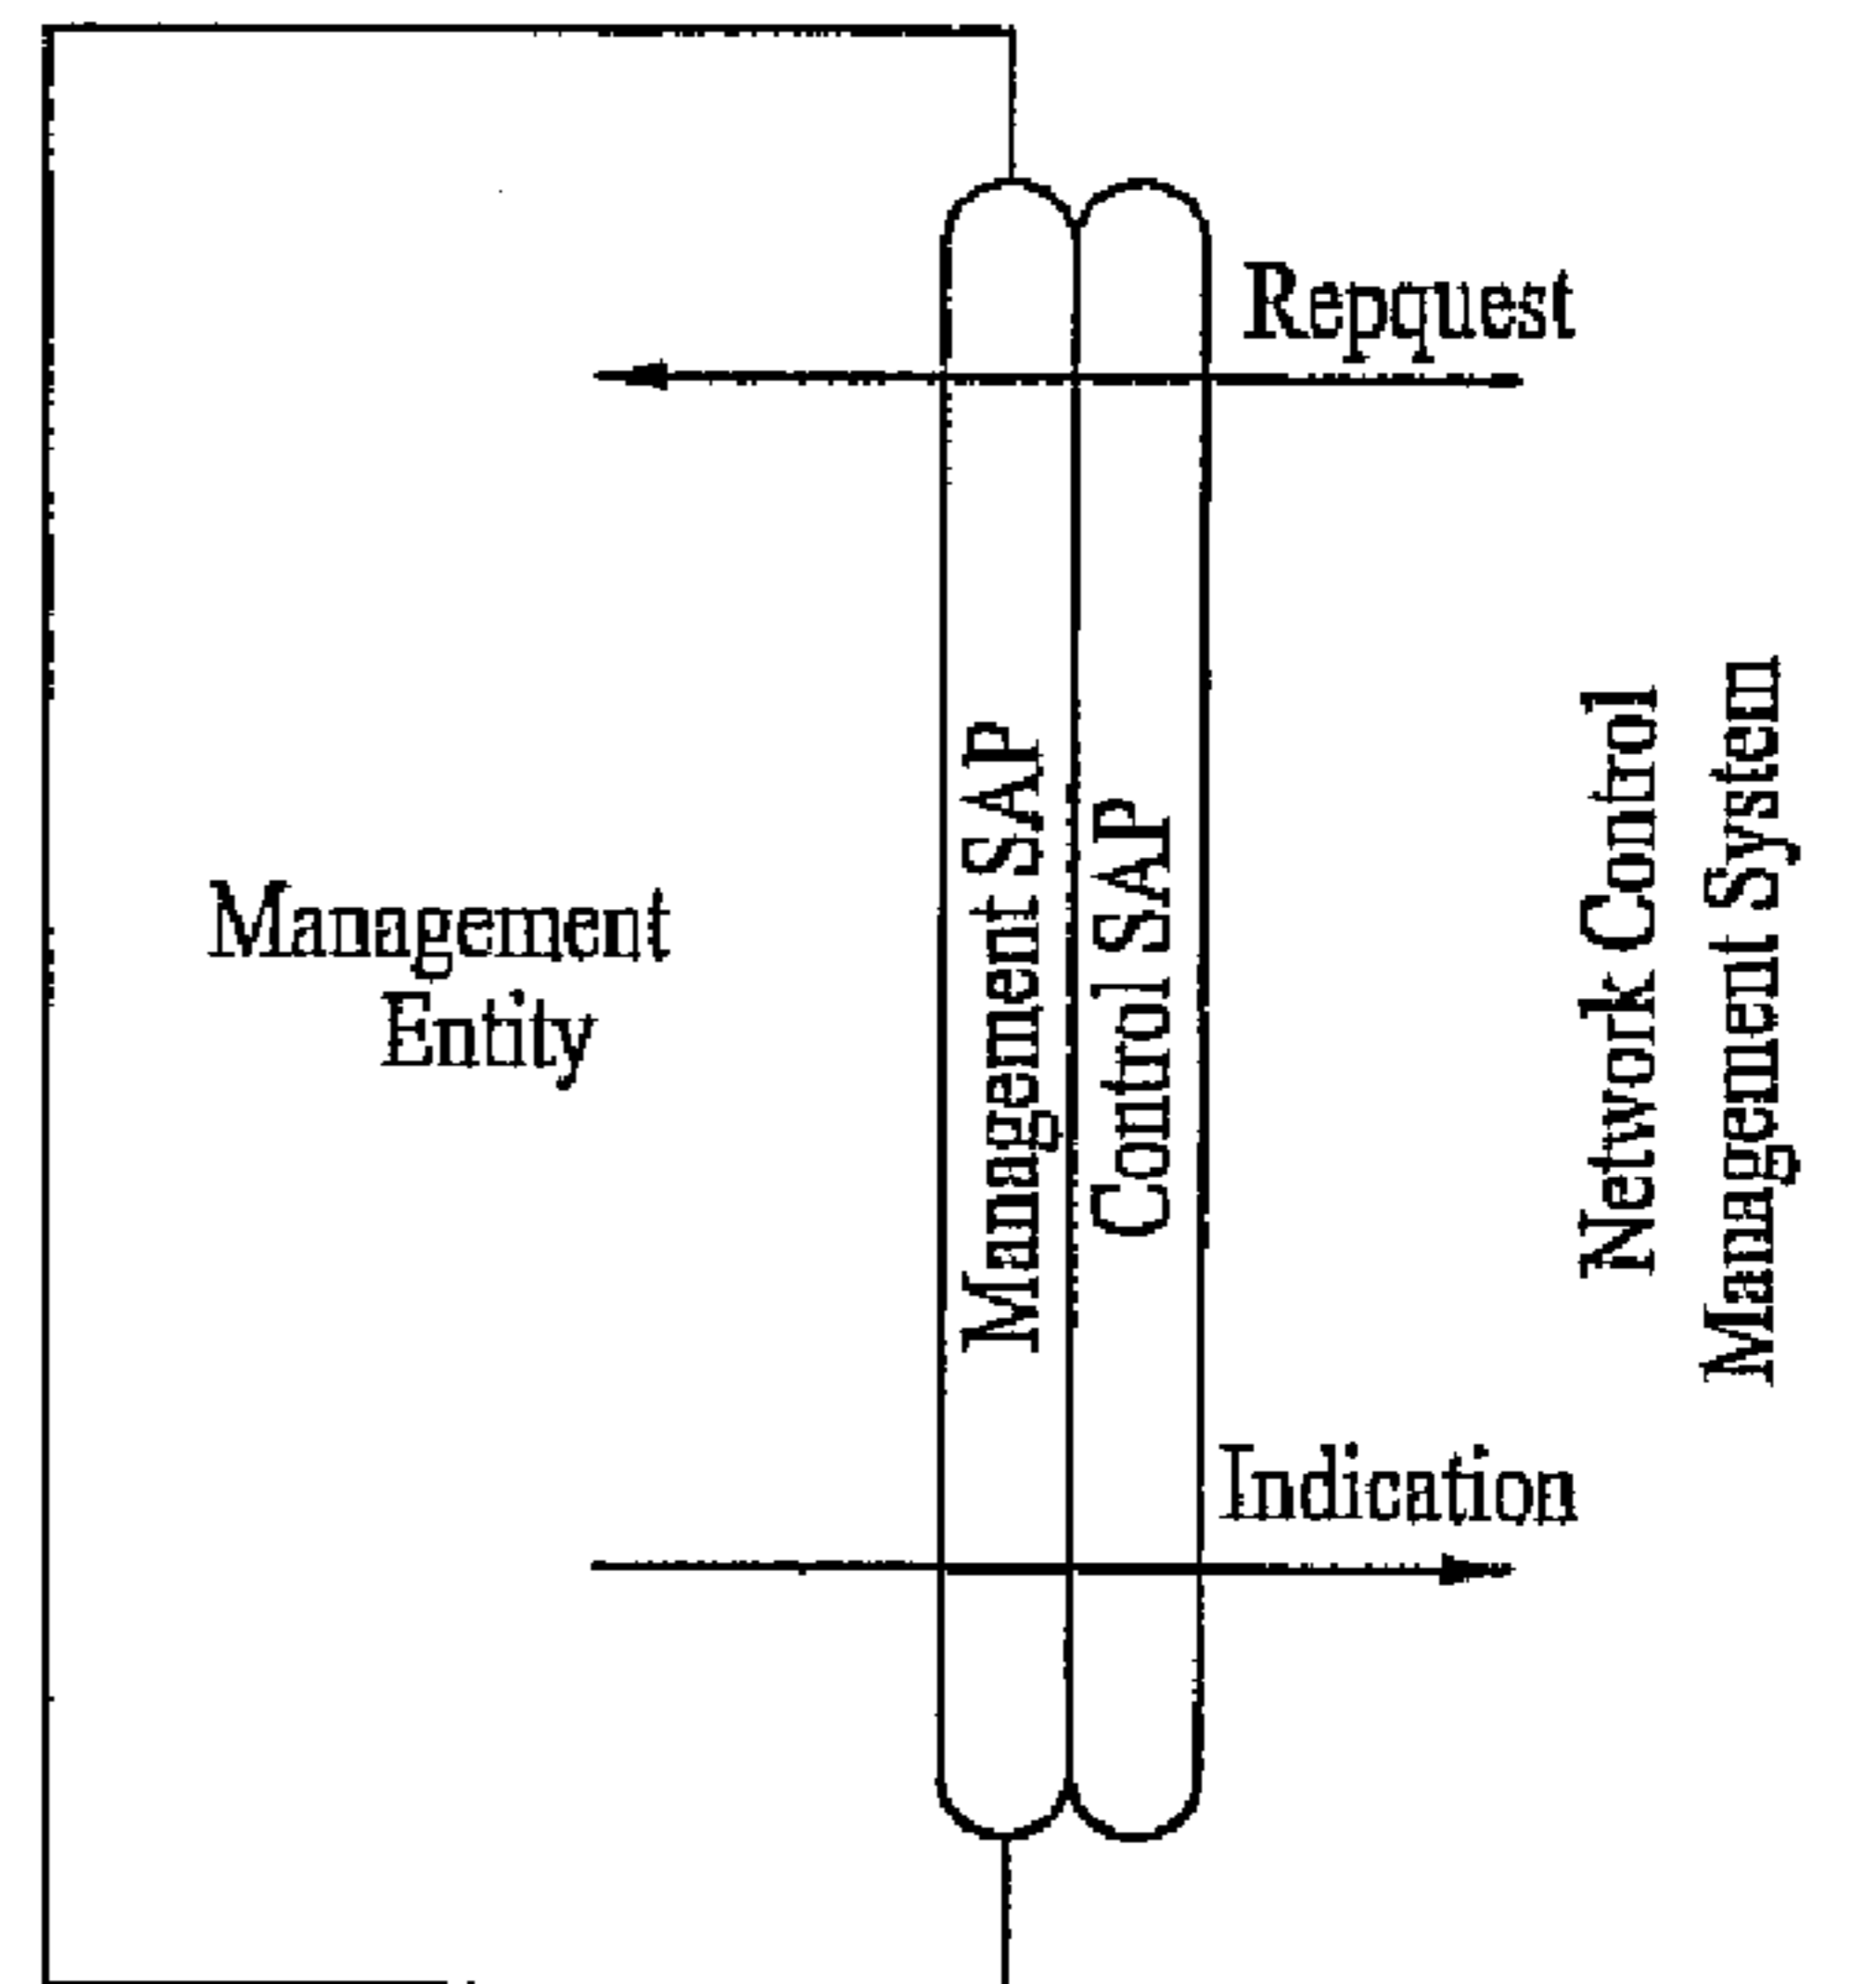 Repquest
Management
Entity
Management SAP
Control SAP
Network Control
Management System
Indication